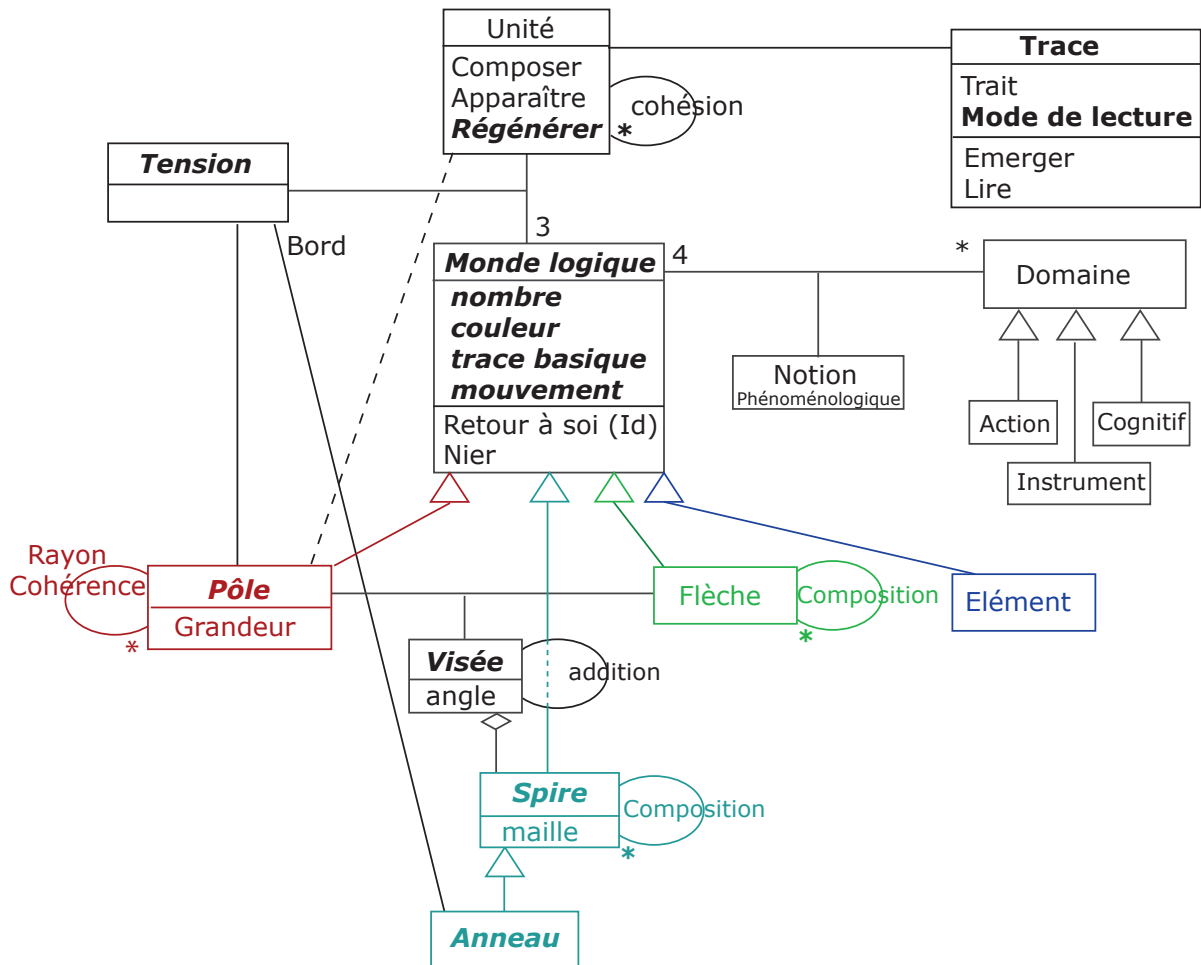 Unité
Composer
Apparaître
Régénérer
*
cohésion
Trace
Trait
Mode de lecture
Emerger
Lire
Tension
Bord
3
Monde logique
4
nombre
couleur
trace basique
mouvement
Retour à soi (Id)
Nier
*
Domaine
Notion
Phénoménologique
Action
Cognitif
Instrument
Rayon
Cohérence
*
Pôle
Grandeur
Flèche
Composition
*
Elément
Visée
angle
addition
Spire
maille
Composition
*
Anneau